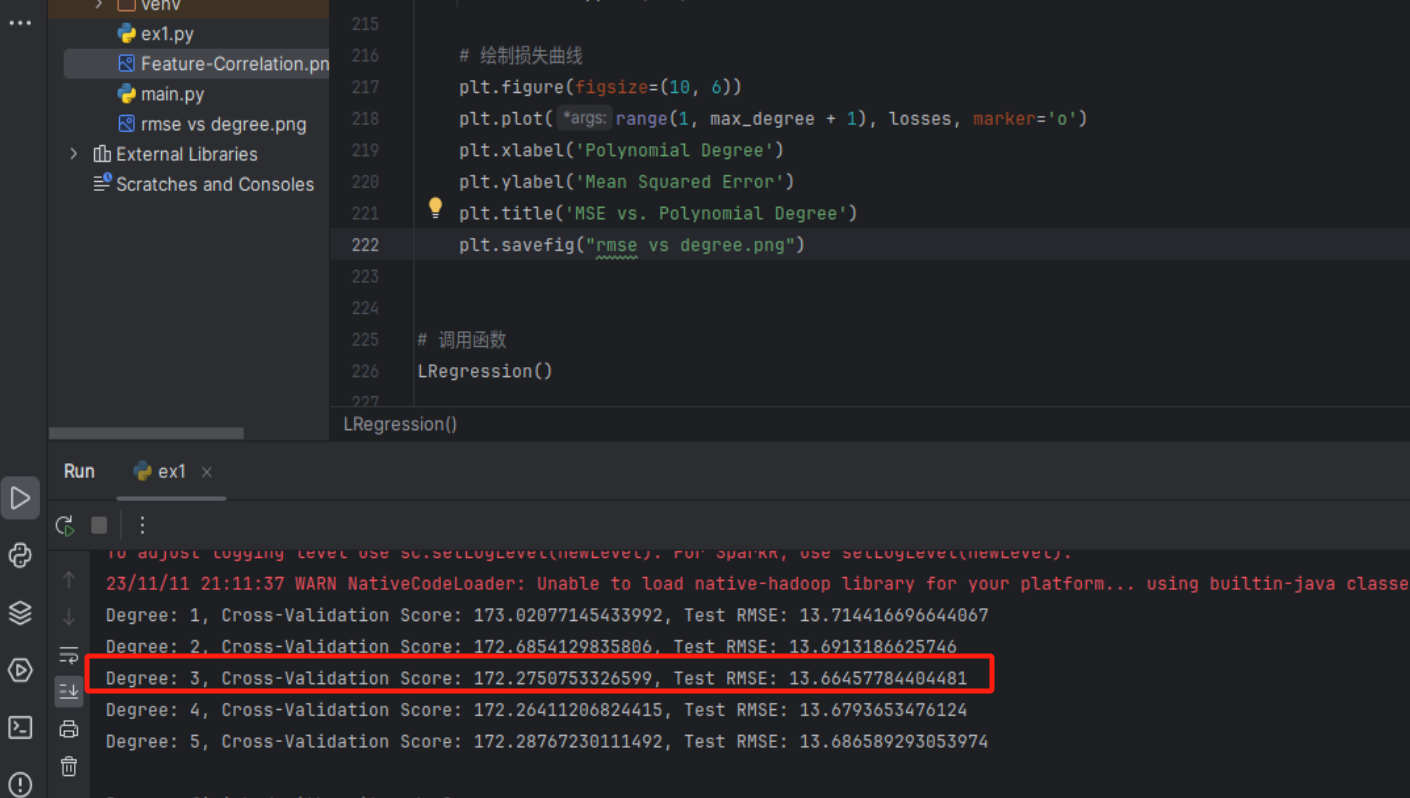 venv
ex1.py
Feature-Correlation.pn
main.py
rmse vs degree.png
External Libraries
Scratches and Consoles
215
216 # 绘制损失曲线
217 plt.figure(figsize=(10, 6))
218 plt.plot( *args: range(1, max_degree + 1), losses, marker='o')
219 plt.xlabel('Polynomial Degree')
220 plt.ylabel('Mean Squared Error')
221 plt.title('MSE vs. Polynomial Degree')
222 plt.savefig("rmse vs degree.png")
223
224
225 # 调用函数
226 LRegression()
227
LRegression()
Run ex1
To adjust logging level use sc.setLogLevel(newLevel). For SparkR, use setLogLevel(newLevel).
23/11/11 21:11:37 WARN NativeCodeLoader: Unable to load native-hadoop library for your platform... using builtin-java classe
Degree: 1, Cross-Validation Score: 173.02077145433992, Test RMSE: 13.714416696644067
Degree: 2, Cross-Validation Score: 172.6854129835806, Test RMSE: 13.6913186625746
Degree: 3, Cross-Validation Score: 172.2750753326599, Test RMSE: 13.66457784404481
Degree: 4, Cross-Validation Score: 172.26411206824415, Test RMSE: 13.6793653476124
Degree: 5, Cross-Validation Score: 172.28767230111492, Test RMSE: 13.686589293053974